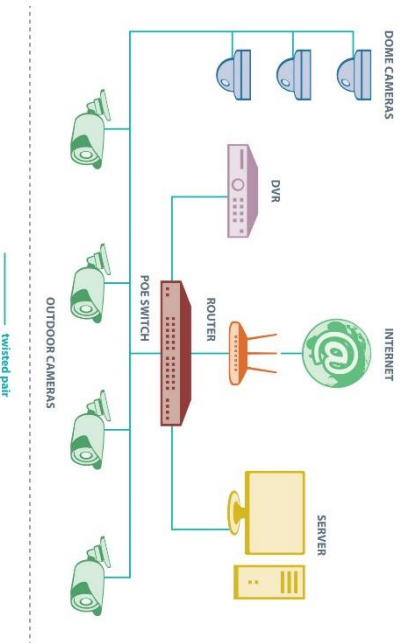 DOME CAMERAS
DVR
INTERNET
ROUTER
POE SWITCH
SERVER
OUTDOOR CAMERAS
twisted pair
@